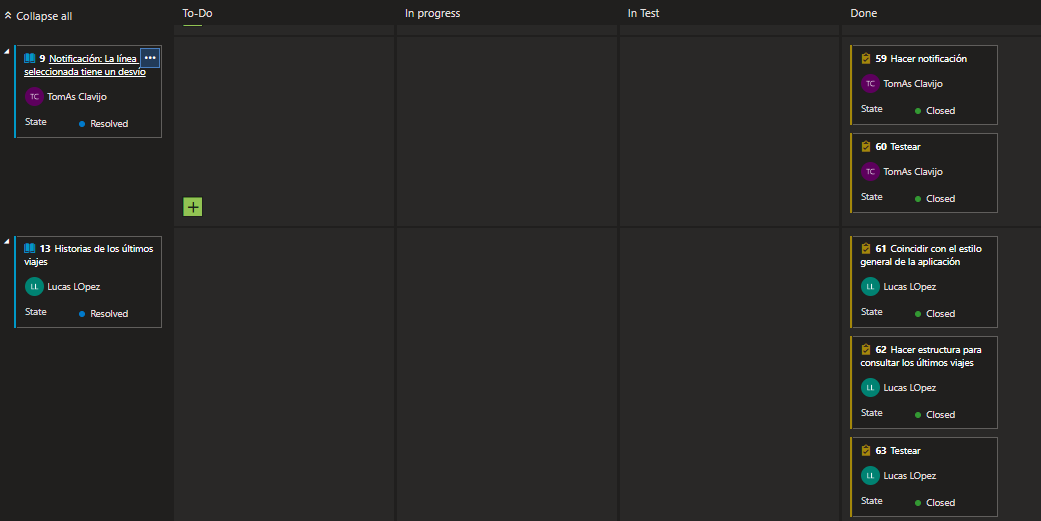 Collapse all
To-Do
In progress
In Test
Done
9 Notificación: La línea
seleccionada tiene un desvío
TC TomAs Clavijo
State Resolved
59 Hacer notificación
TC TomAs Clavijo
State Closed
60 Testear
TC TomAs Clavijo
State Closed
13 Historias de los últimos
viajes
LL Lucas LOpez
State Resolved
61 Coincidir con el estilo
general de la aplicación
LL Lucas LOpez
State Closed
62 Hacer estructura para
consultar los últimos viajes
LL Lucas LOpez
State Closed
63 Testear
LL Lucas LOpez
State Closed